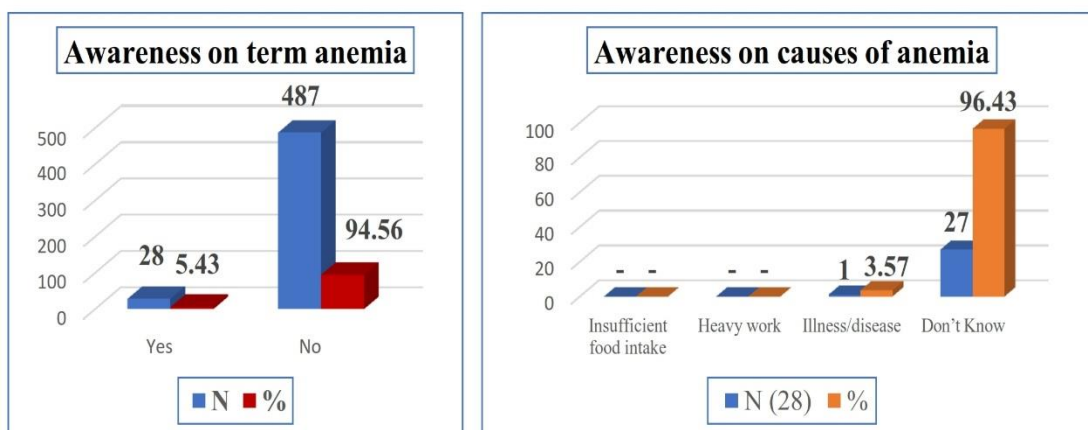 Awareness on term anemia
487
500
400
300
200
100
0
28
5.43
94.56
Yes
No
N
%
Awareness on causes of anemia
96.43
100
80
60
40
20
0
-
-
-
-
1
3.57
27
Insufficient
food intake
Heavy work
Illness/disease
Don’t Know
N (28)
%